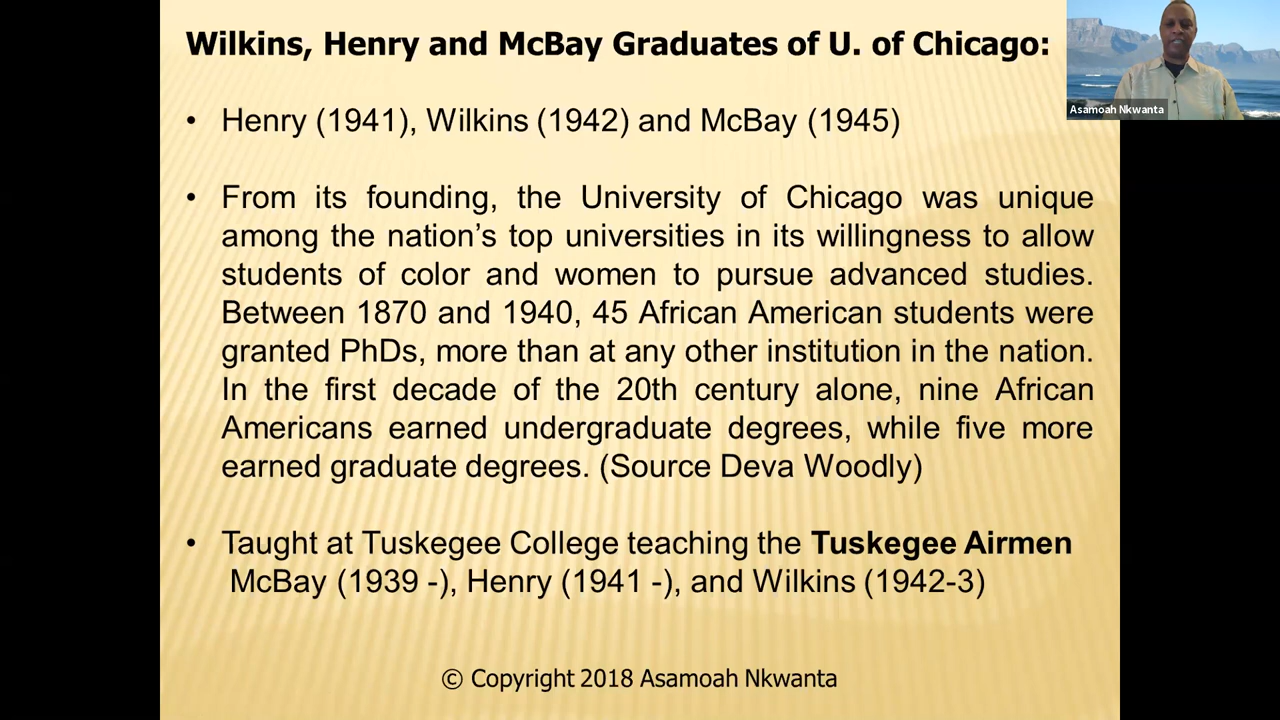 Wilkins, Henry and McBay Graduates of U. of Chicago:
Asamoah Nkwanta
• Henry (1941), Wilkins (1942) and McBay (1945)
• From its founding, the University of Chicago was unique
among the nation's top universities in its willingness to allow
students of color and women to pursue advanced studies.
Between 1870 and 1940, 45 African American students were
granted PhDs, more than at any other institution in the nation.
In the first decade of the 20th century alone, nine African
Americans earned undergraduate degrees, while five more
earned graduate degrees. (Source Deva Woodly)
• Taught at Tuskegee College teaching the Tuskegee Airmen
McBay (1939 -), Henry (1941 -), and Wilkins (1942-3)
© Copyright 2018 Asamoah Nkwanta